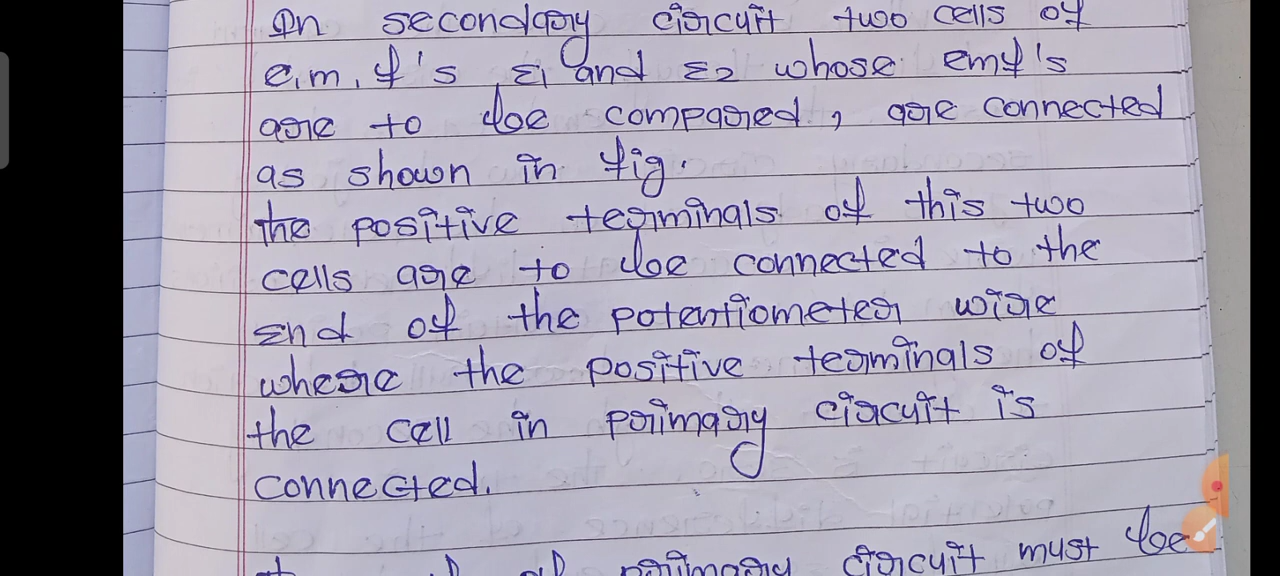 In secondary circuit two cells of
e.m.f's ε1 and ε2 whose emf's
are to be compared, are connected
as shown in fig.
The positive terminals of this two
cells are to be connected to the
End of the potentiometer wire
where the positive terminals of
the cell in primary circuit is
connected.
primary circuit must be